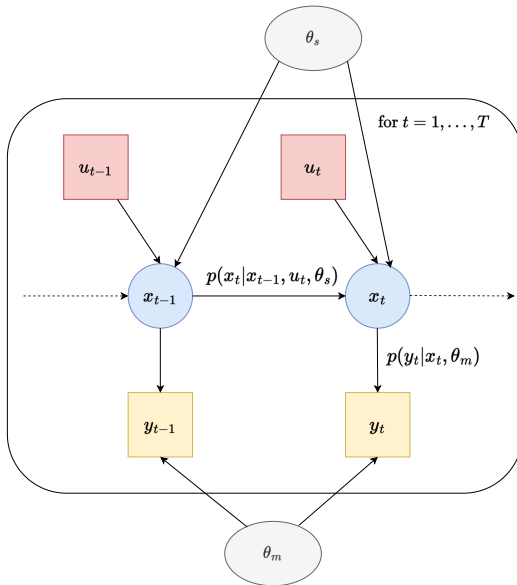 θ_s
for t = 1, . . . , T
u_{t−1}
u_t
p(x_t|x_{t−1}, u_t, θ_s)
x_{t−1}
x_t
p(y_t|x_t, θ_m)
y_{t−1}
y_t
θ_m